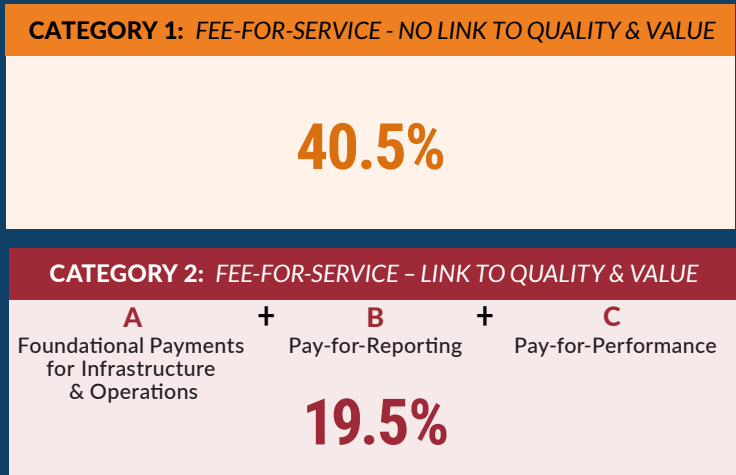 CATEGORY 1: FEE-FOR-SERVICE - NO LINK TO QUALITY & VALUE
40.5%
CATEGORY 2: FEE-FOR-SERVICE – LINK TO QUALITY & VALUE
A + B + C
Foundational Payments
for Infrastructure
& Operations
Pay-for-Reporting
Pay-for-Performance
19.5%